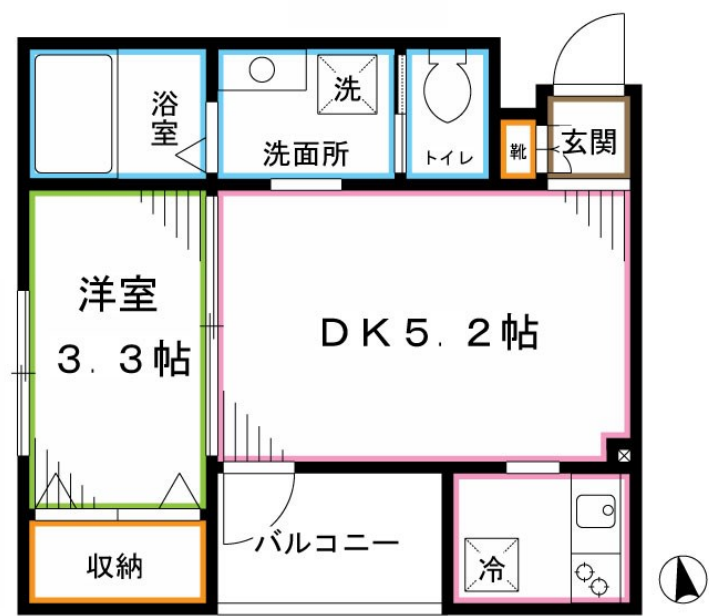 浴室
洗
洗面所
トイレ
靴
玄関
洋室
3.3帖
DK5.2帖
収納
バルコニー
冷